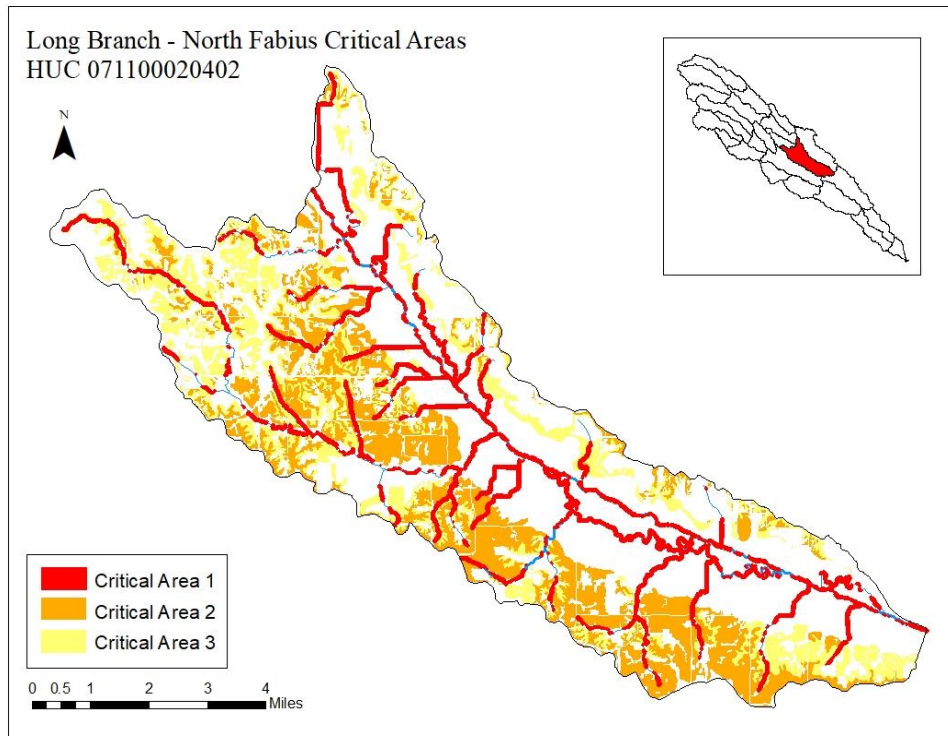 Long Branch - North Fabius Critical Areas
HUC 071100020402
N
Critical Area 1
Critical Area 2
Critical Area 3
0 0.5 1 2 3 4
Miles